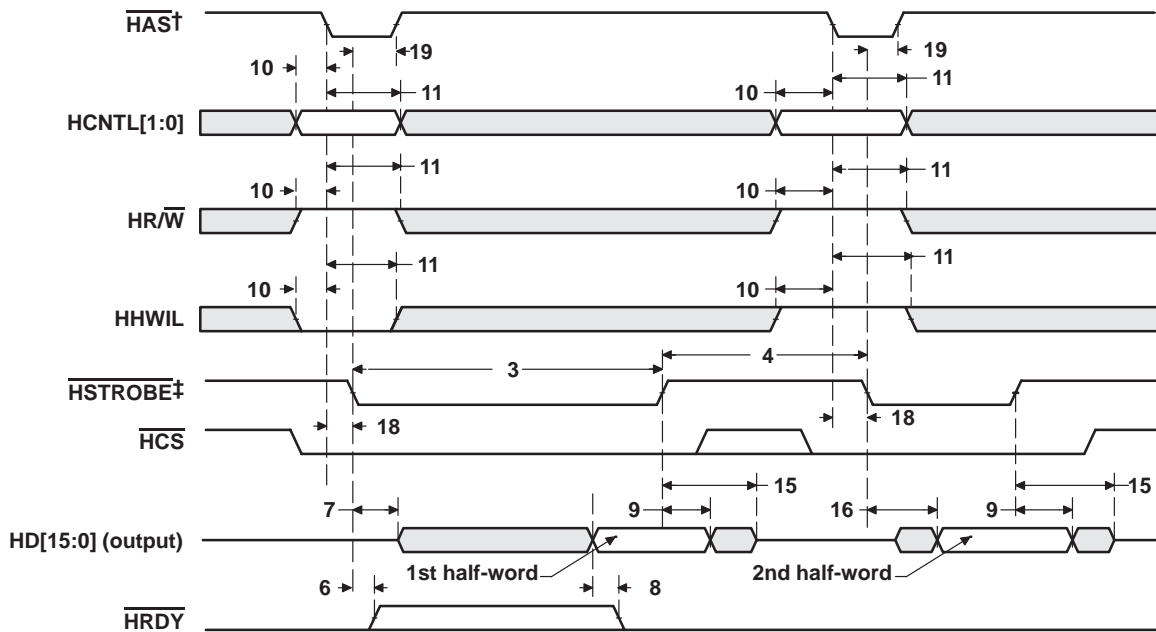 HAS†
19
19
10
11
11
10
HCNTL[1:0]
11
11
10
10
HR/W
11
11
10
10
HHWIL
4
3
HSTROBE‡
18
18
HCS
15
15
7
9
16
9
HD[15:0] (output)
1st half-word
2nd half-word
6
8
HRDY